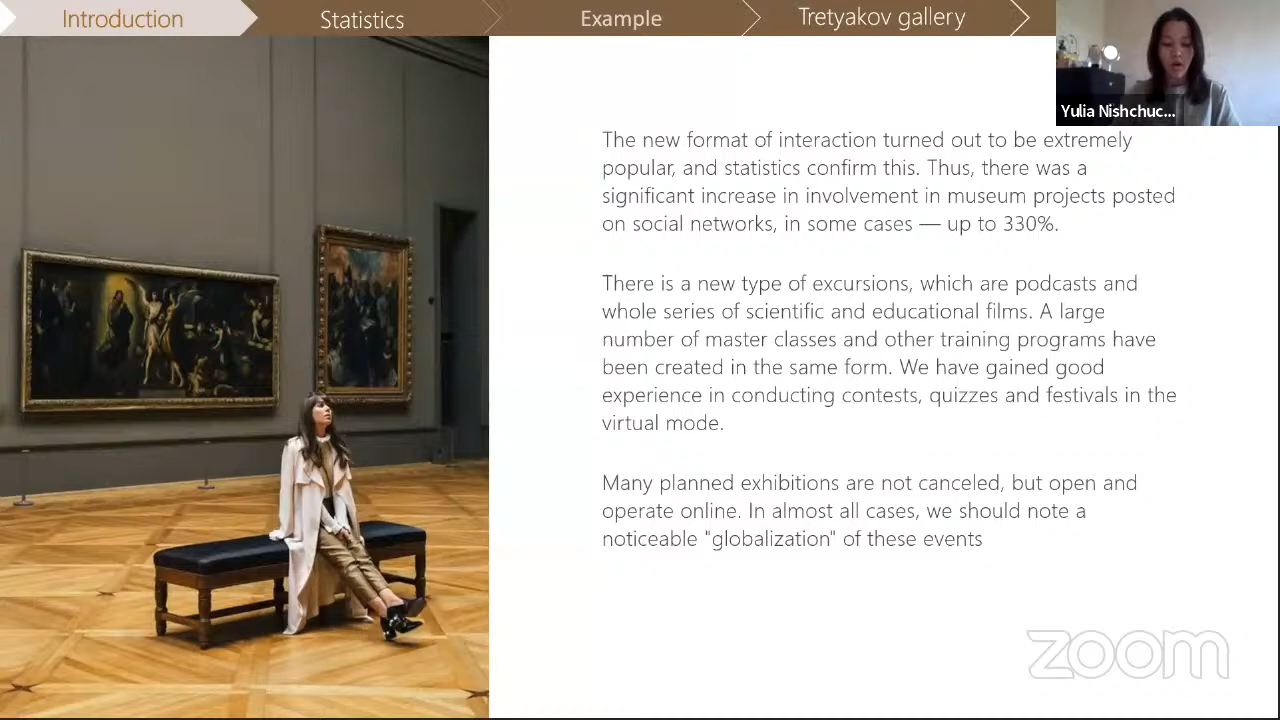 Introduction
Statistics
Example
Tretyakov gallery
Yulia Nishchuc...
The new format of interaction turned out to be extremely
popular, and statistics confirm this. Thus, there was a
significant increase in involvement in museum projects posted
on social networks, in some cases — up to 330%.
There is a new type of excursions, which are podcasts and
whole series of scientific and educational films. A large
number of master classes and other training programs have
been created in the same form. We have gained good
experience in conducting contests, quizzes and festivals in the
virtual mode.
Many planned exhibitions are not canceled, but open and
operate online. In almost all cases, we should note a
noticeable "globalization" of these events
zoom